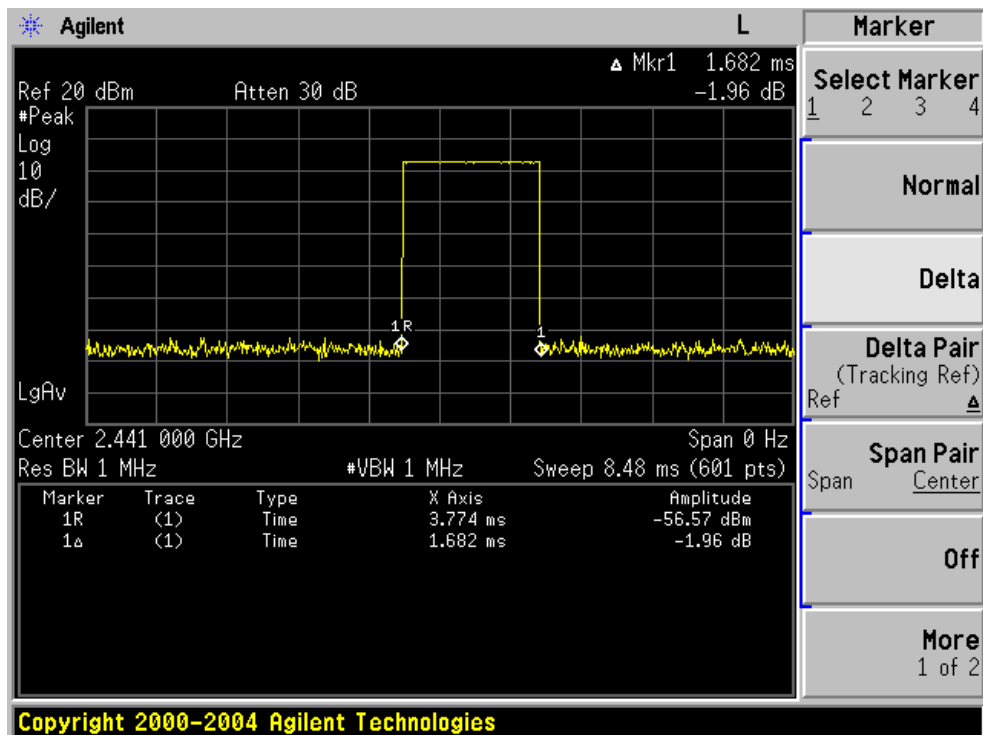 Agilent L Marker
Δ Mkr1 1.682 ms
Ref 20 dBm Atten 30 dB -1.96 dB
#Peak
Log
10
dB/
1R 1
LgAv
Center 2.441 000 GHz Span 0 Hz
Res BW 1 MHz #VBW 1 MHz Sweep 8.48 ms (601 pts)
Marker Trace Type X Axis Amplitude
1R (1) Time 3.774 ms -56.57 dBm
1Δ (1) Time 1.682 ms -1.96 dB
Select Marker
1 2 3 4
Normal
Delta
Delta Pair
(Tracking Ref)
Ref Δ
Span Pair
Span Center
Off
More
1 of 2
Copyright 2000-2004 Agilent Technologies